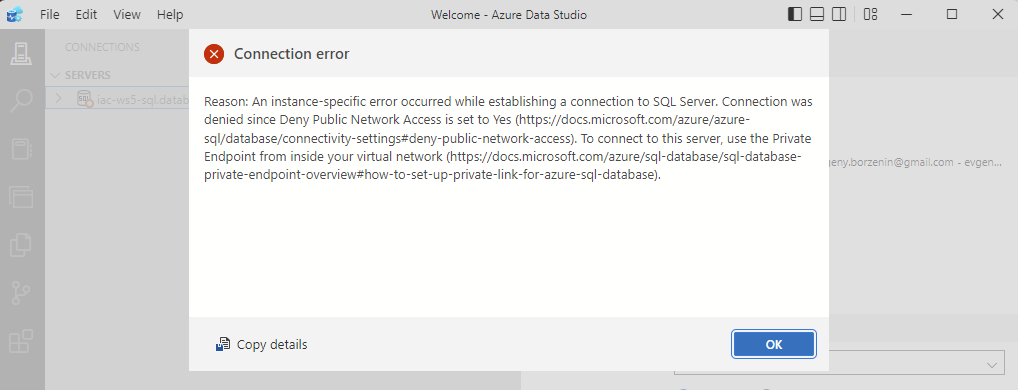 File Edit View Help Welcome - Azure Data Studio
CONNECTIONS
SERVERS
iac-ws5-sql.datab
Connection error
Reason: An instance-specific error occurred while establishing a connection to SQL Server. Connection was
denied since Deny Public Network Access is set to Yes (https://docs.microsoft.com/azure/azure-
sql/database/connectivity-settings#deny-public-network-access). To connect to this server, use the Private
Endpoint from inside your virtual network (https://docs.microsoft.com/azure/sql-database/sql-database-
private-endpoint-overview#how-to-set-up-private-link-for-azure-sql-database).
geny.borzenin@gmail.com - evgen...
Copy details
OK